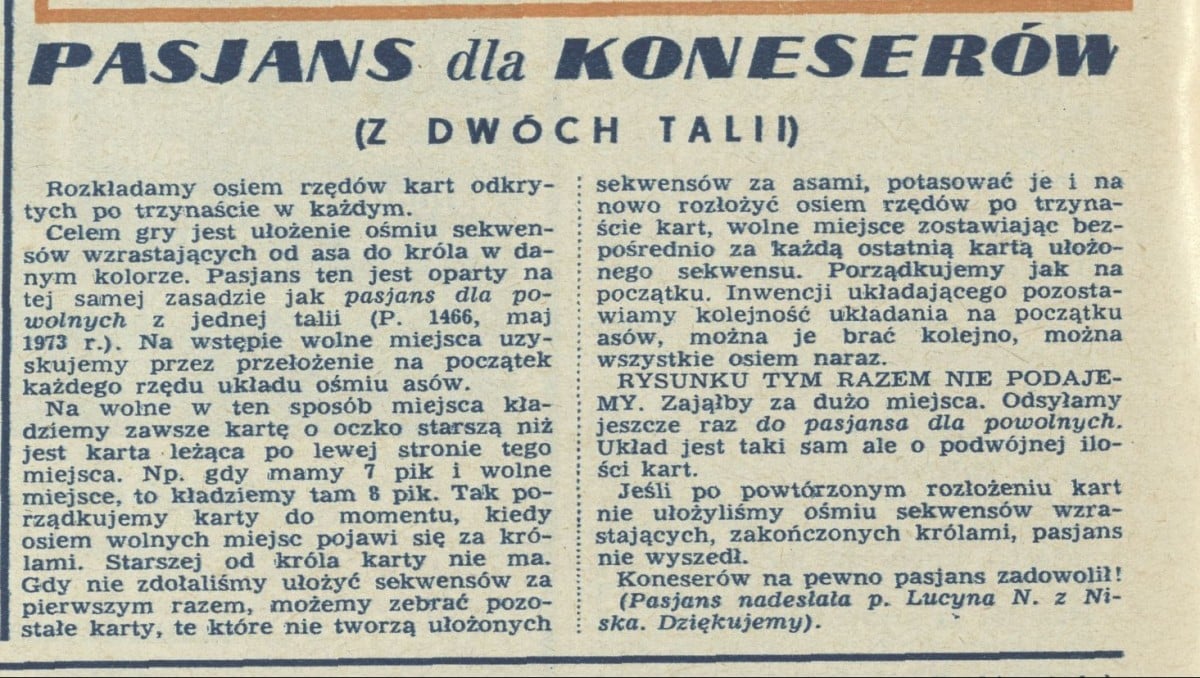 PASJANS dla KONESERÓW
(Z DWÓCH TALII)
Rozkładamy osiem rzędów kart odkry-
tych po trzynaście w każdym.
Celem gry jest ułożenie ośmiu sekwen-
sów wzrastających od asa do króla w da-
nym kolorze. Pasjans ten jest oparty na
tej samej zasadzie jak pasjans dla po-
wolnych z jednej talii (P. 1466, maj
1973 r.). Na wstępie wolne miejsca uzy-
skujemy przez przełożenie na początek
każdego rzędu układu ośmiu asów.
Na wolne w ten sposób miejsca kła-
dziemy zawsze kartę o oczko starszą niż
jest karta leżąca po lewej stronie tego
miejsca. Np. gdy mamy 7 pik i wolne
miejsce, to kładziemy tam 8 pik. Tak po-
rządkujemy karty do momentu, kiedy
osiem wolnych miejsc pojawi się za kró-
lami. Starszej od króla karty nie ma.
Gdy nie zdołaliśmy ułożyć sekwensów za
pierwszym razem, możemy zebrać pozo-
stałe karty, te które nie tworzą ułożonych
sekwensów za asami, potasować je i na
nowo rozłożyć osiem rzędów po trzyna-
ście kart, wolne miejsce zostawiając bez-
pośrednio za każdą ostatnią kartą ułożo-
nego sekwensu. Porządkujemy jak na
początku. Inwencji układającego pozosta-
wiamy kolejność układania na początku
asów, można je brać kolejno, można
wszystkie osiem naraz.
RYSUNKU TYM RAZEM NIE PODAJE-
MY. Zająłby za dużo miejsca. Odsyłamy
jeszcze raz do pasjansa dla powolnych.
Układ jest taki sam ale o podwójnej ilo-
ści kart.
Jeśli po powtórzonym rozłożeniu kart
nie ułożyliśmy ośmiu sekwensów wzra-
stających, zakończonych królami, pasjans
nie wyszedł.
Koneserów na pewno pasjans zadowolił!
(Pasjans nadesłała p. Lucyna N. z Ni-
ska. Dziękujemy).